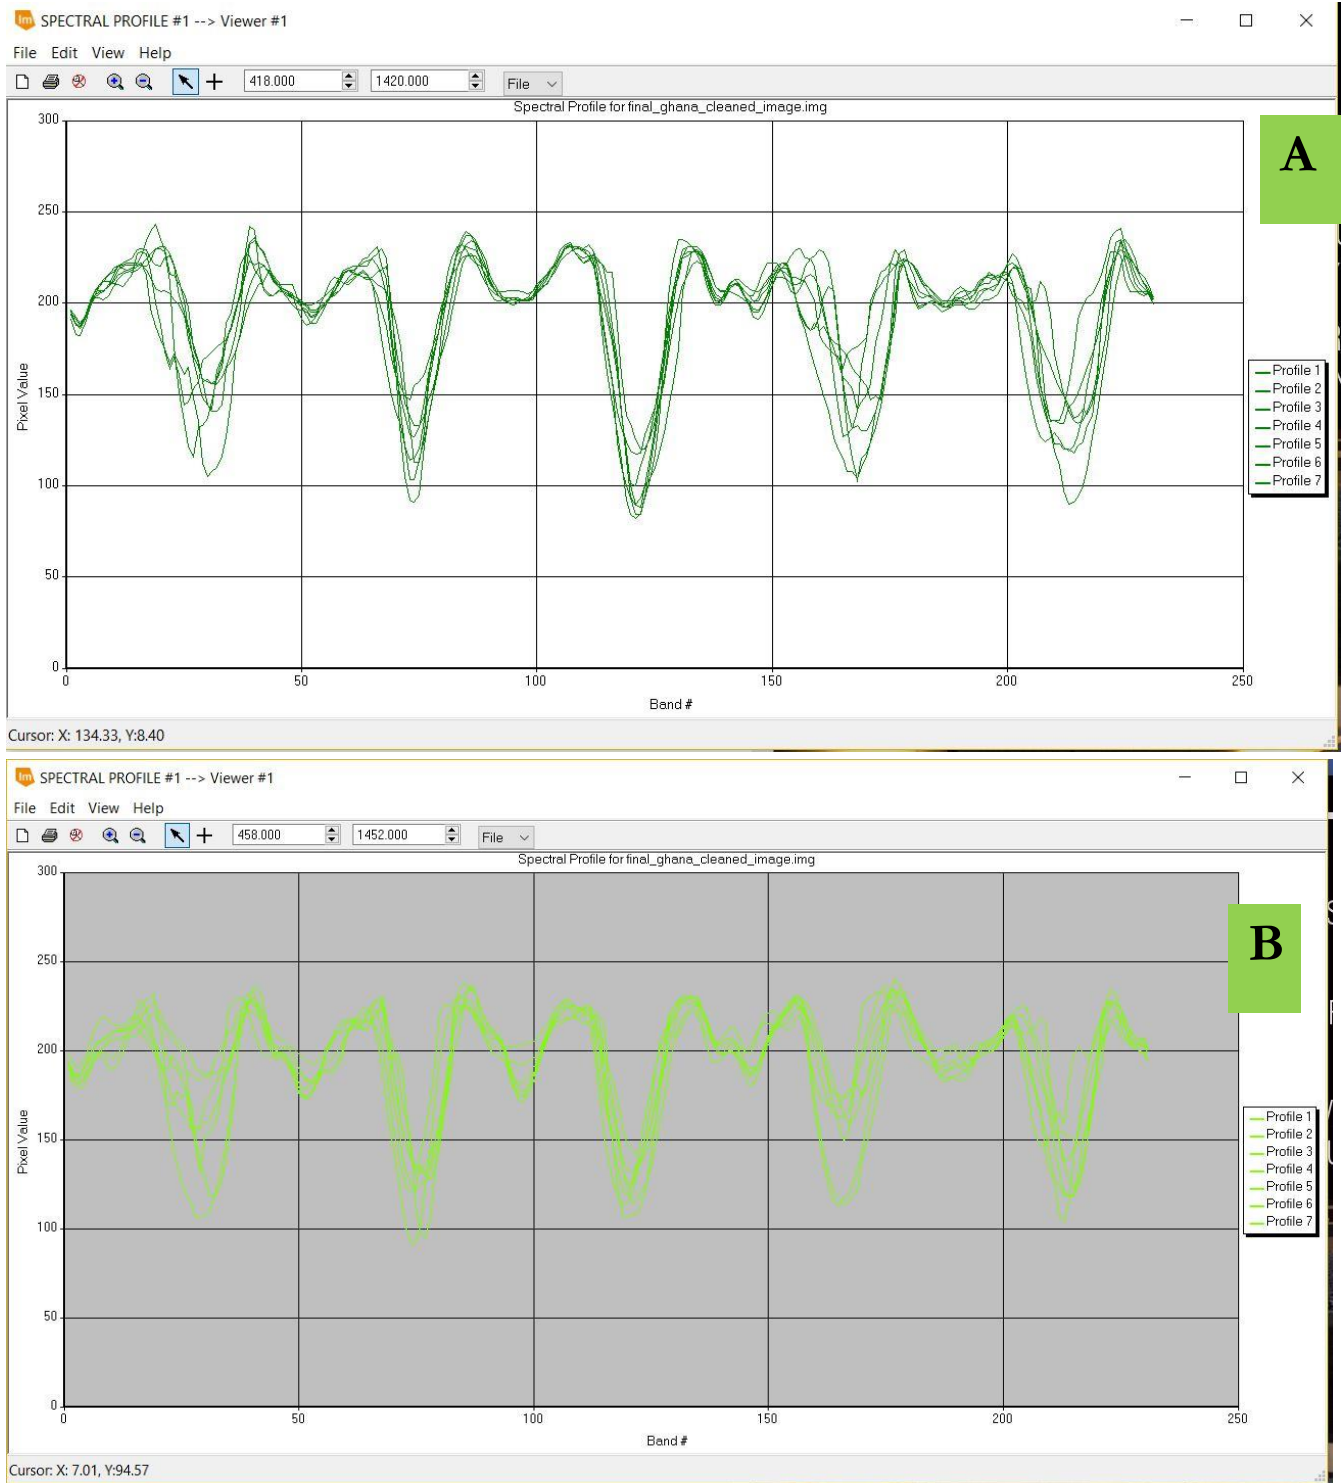 Im SPECTRAL PROFILE #1 --> Viewer #1
File Edit View Help
418.000 1420.000 File
Spectral Profile for final_ghana_cleaned_image.img
A
300
250
200
150
100
50
0
Pixel Value
0 50 100 150 200 250
Band #
Profile 1
Profile 2
Profile 3
Profile 4
Profile 5
Profile 6
Profile 7
Cursor: X: 134.33, Y:8.40
Im SPECTRAL PROFILE #1 --> Viewer #1
File Edit View Help
458.000 1452.000 File
Spectral Profile for final_ghana_cleaned_image.img
B
300
250
200
150
100
50
0
Pixel Value
0 50 100 150 200 250
Band #
Profile 1
Profile 2
Profile 3
Profile 4
Profile 5
Profile 6
Profile 7
Cursor: X: 7.01, Y:94.57